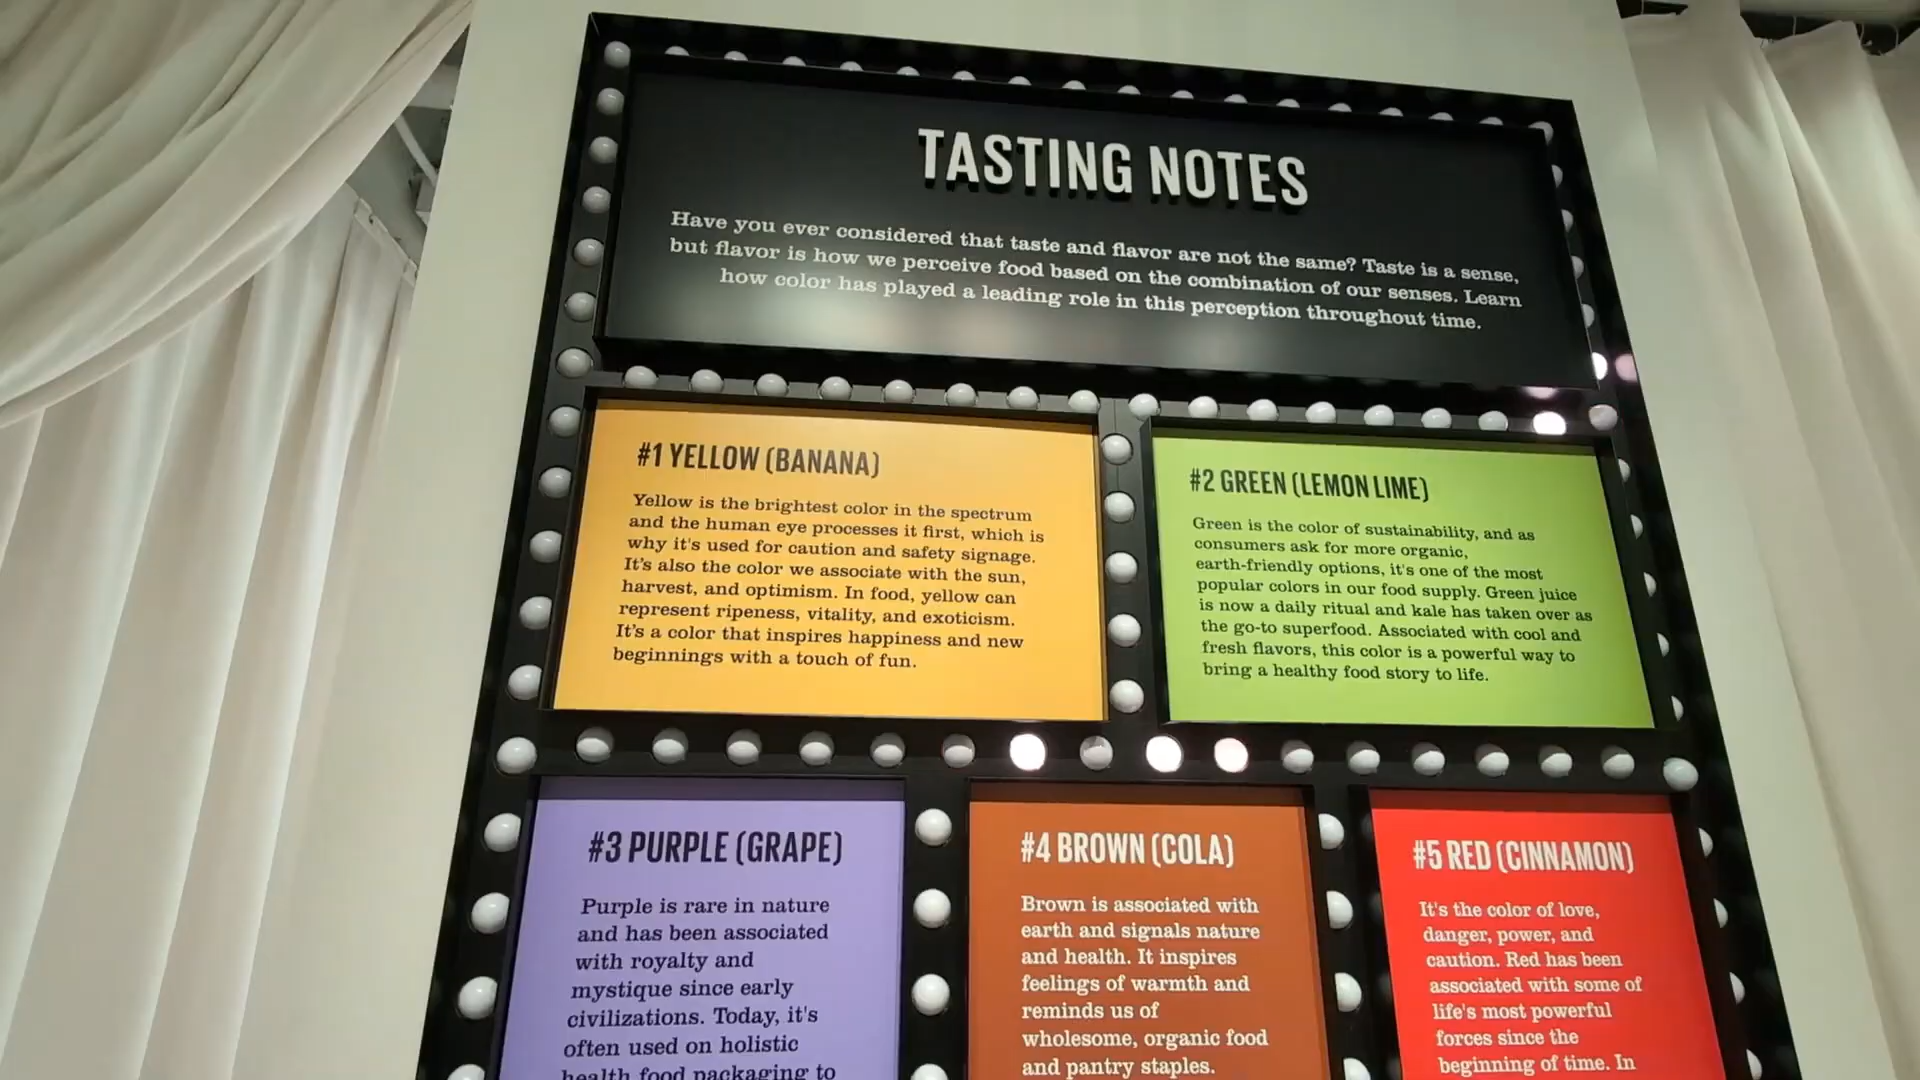 TASTING NOTES
Have you ever considered that taste and flavor are not the same? Taste is a sense,
but flavor is how we perceive food based on the combination of our senses. Learn
how color has played a leading role in this perception throughout time.
#1 YELLOW (BANANA)
Yellow is the brightest color in the spectrum
and the human eye processes it first, which is
why it's used for caution and safety signage.
It's also the color we associate with the sun,
harvest, and optimism. In food, yellow can
represent ripeness, vitality, and exoticism.
It's a color that inspires happiness and new
beginnings with a touch of fun.
#2 GREEN (LEMON LIME)
Green is the color of sustainability, and as
consumers ask for more organic,
earth-friendly options, it's one of the most
popular colors in our food supply. Green juice
is now a daily ritual and kale has taken over as
the go-to superfood. Associated with cool and
fresh flavors, this color is a powerful way to
bring a healthy food story to life.
#3 PURPLE (GRAPE)
Purple is rare in nature
and has been associated
with royalty and
mystique since early
civilizations. Today, it's
often used on holistic
health food packaging to
#4 BROWN (COLA)
Brown is associated with
earth and signals nature
and health. It inspires
feelings of warmth and
reminds us of
wholesome, organic food
and pantry staples.
#5 RED (CINNAMON)
It's the color of love,
danger, power, and
caution. Red has been
associated with some of
life's most powerful
forces since the
beginning of time. In